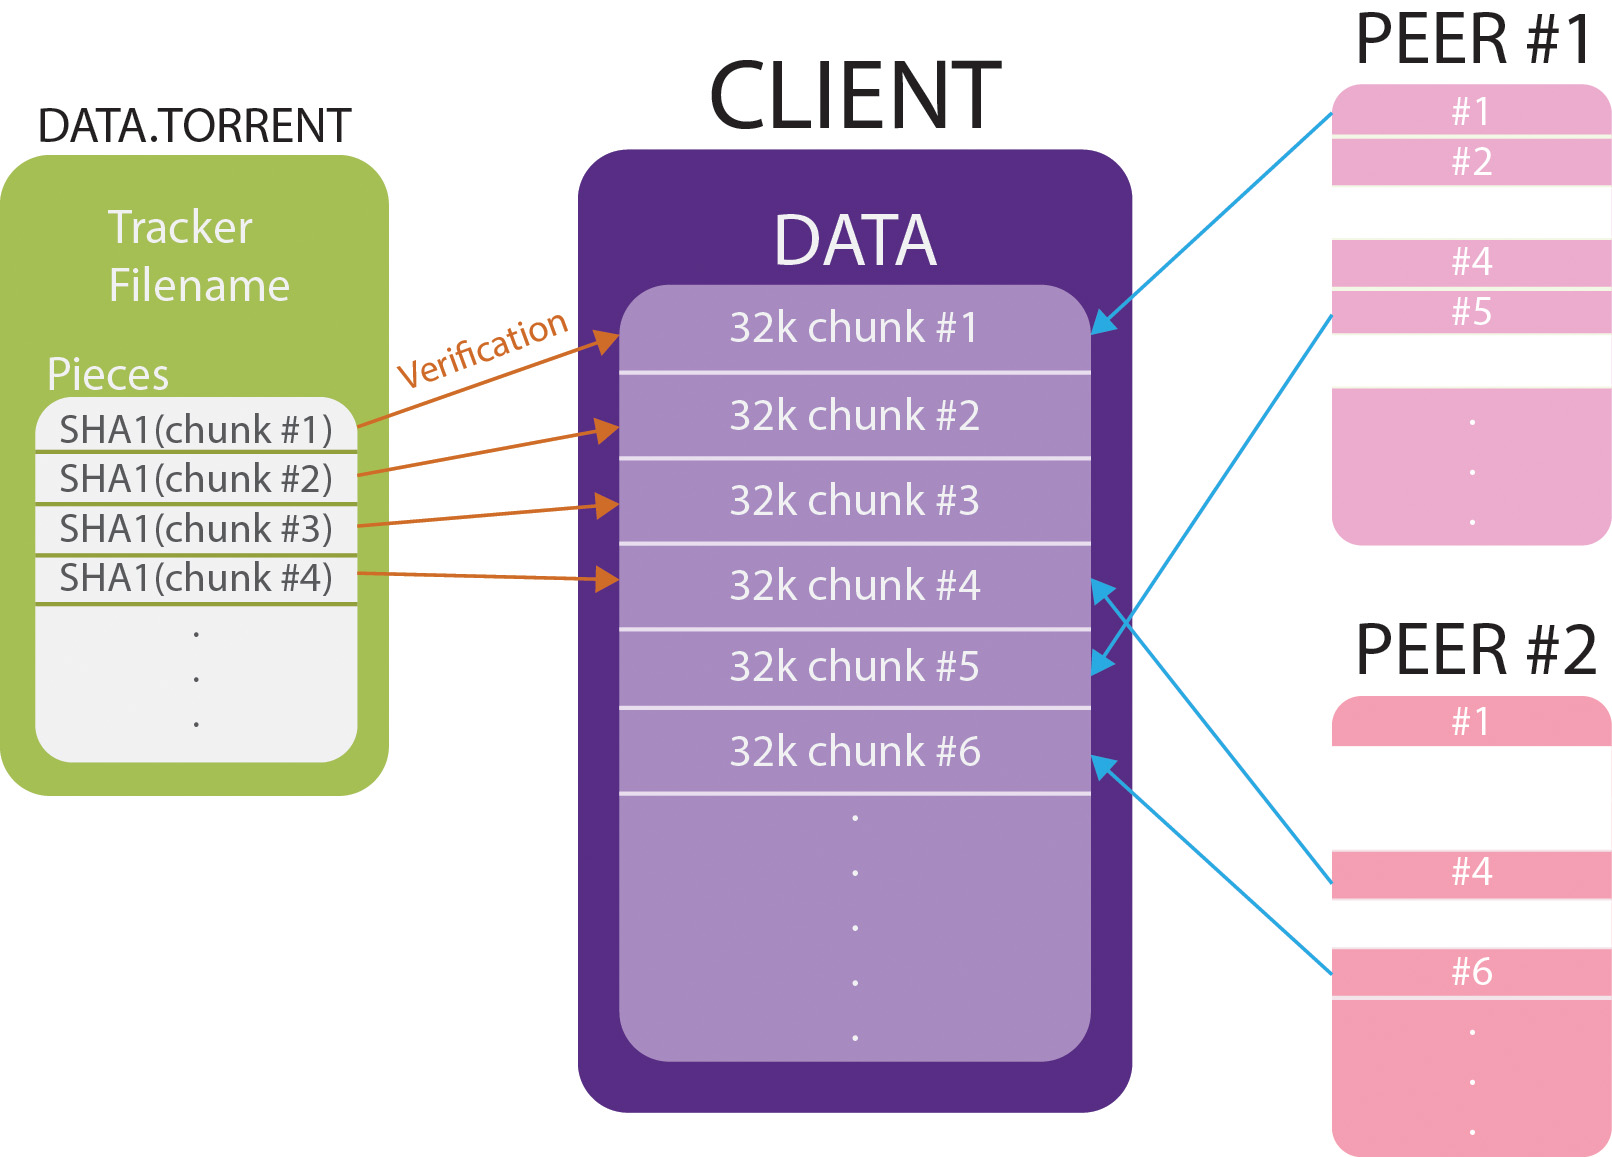 DATA.TORRENT
Tracker
Filename
Pieces
SHA1(chunk #1)
SHA1(chunk #2)
SHA1(chunk #3)
SHA1(chunk #4)
.
.
.
Verification
CLIENT
DATA
32k chunk #1
32k chunk #2
32k chunk #3
32k chunk #4
32k chunk #5
32k chunk #6
.
.
.
.
.
PEER #1
#1
#2
#4
#5
.
.
.
PEER #2
#1
#4
#6
.
.
.